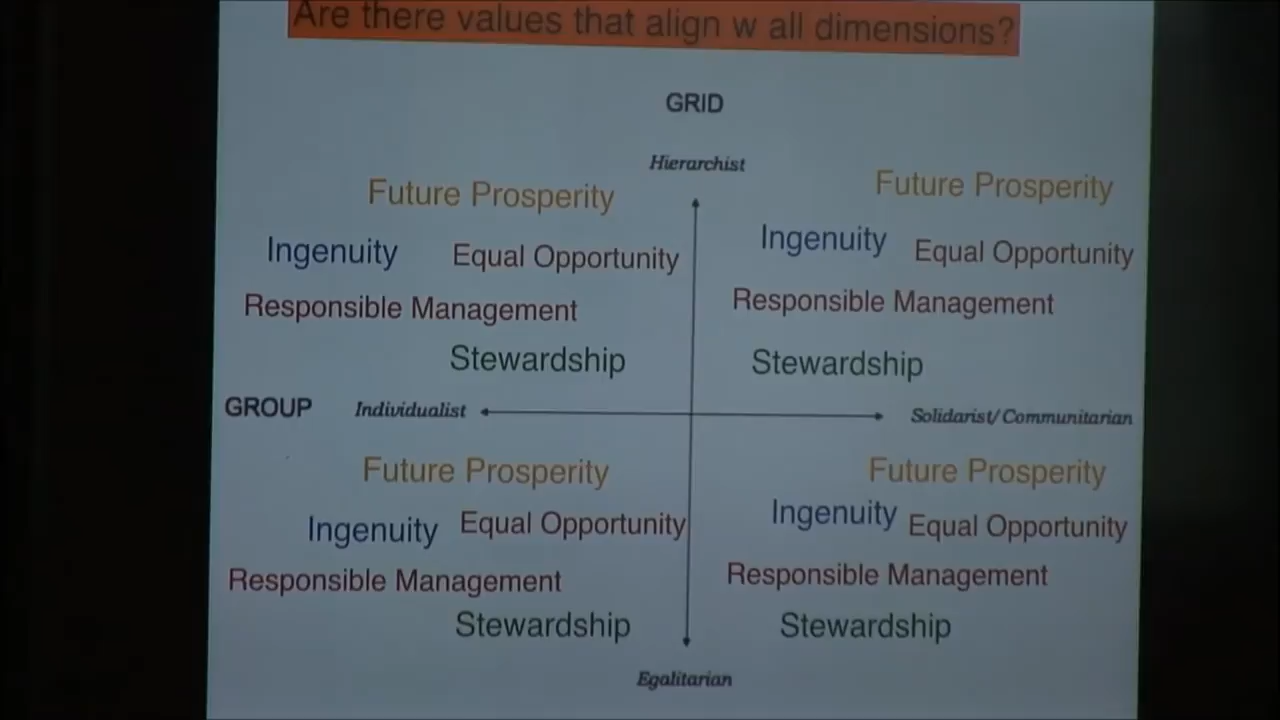 Are there values that align w all dimensions?
GRID
Hierarchist
Future Prosperity
Future Prosperity
Ingenuity
Equal Opportunity
Ingenuity
Equal Opportunity
Responsible Management
Responsible Management
Stewardship
Stewardship
GROUP
Individualist
Solidarist/ Communitarian
Future Prosperity
Future Prosperity
Ingenuity
Equal Opportunity
Ingenuity
Equal Opportunity
Responsible Management
Responsible Management
Stewardship
Stewardship
Egalitarian